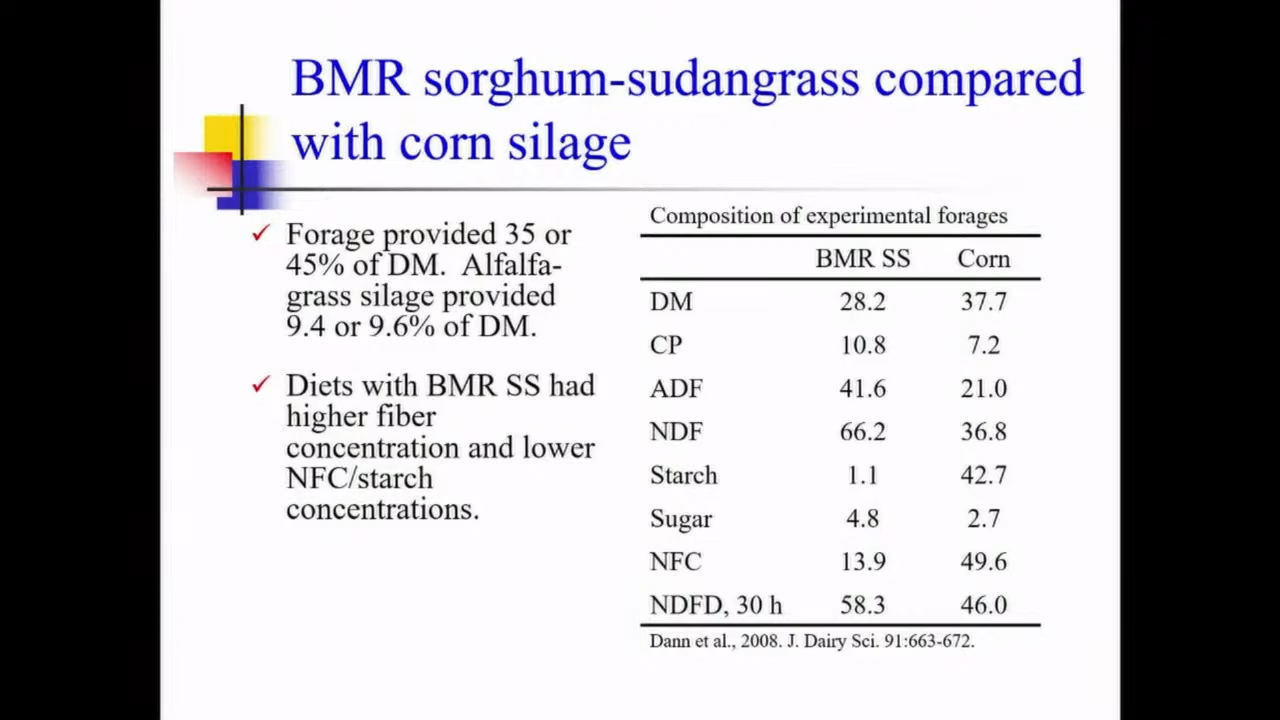 BMR sorghum-sudangrass compared
with corn silage
✓ Forage provided 35 or
45% of DM. Alfalfa-
grass silage provided
9.4 or 9.6% of DM.
✓ Diets with BMR SS had
higher fiber
concentration and lower
NFC/starch
concentrations.
Composition of experimental forages
BMR SS Corn
DM 28.2 37.7
CP 10.8 7.2
ADF 41.6 21.0
NDF 66.2 36.8
Starch 1.1 42.7
Sugar 4.8 2.7
NFC 13.9 49.6
NDFD, 30 h 58.3 46.0
Dann et al., 2008. J. Dairy Sci. 91:663-672.